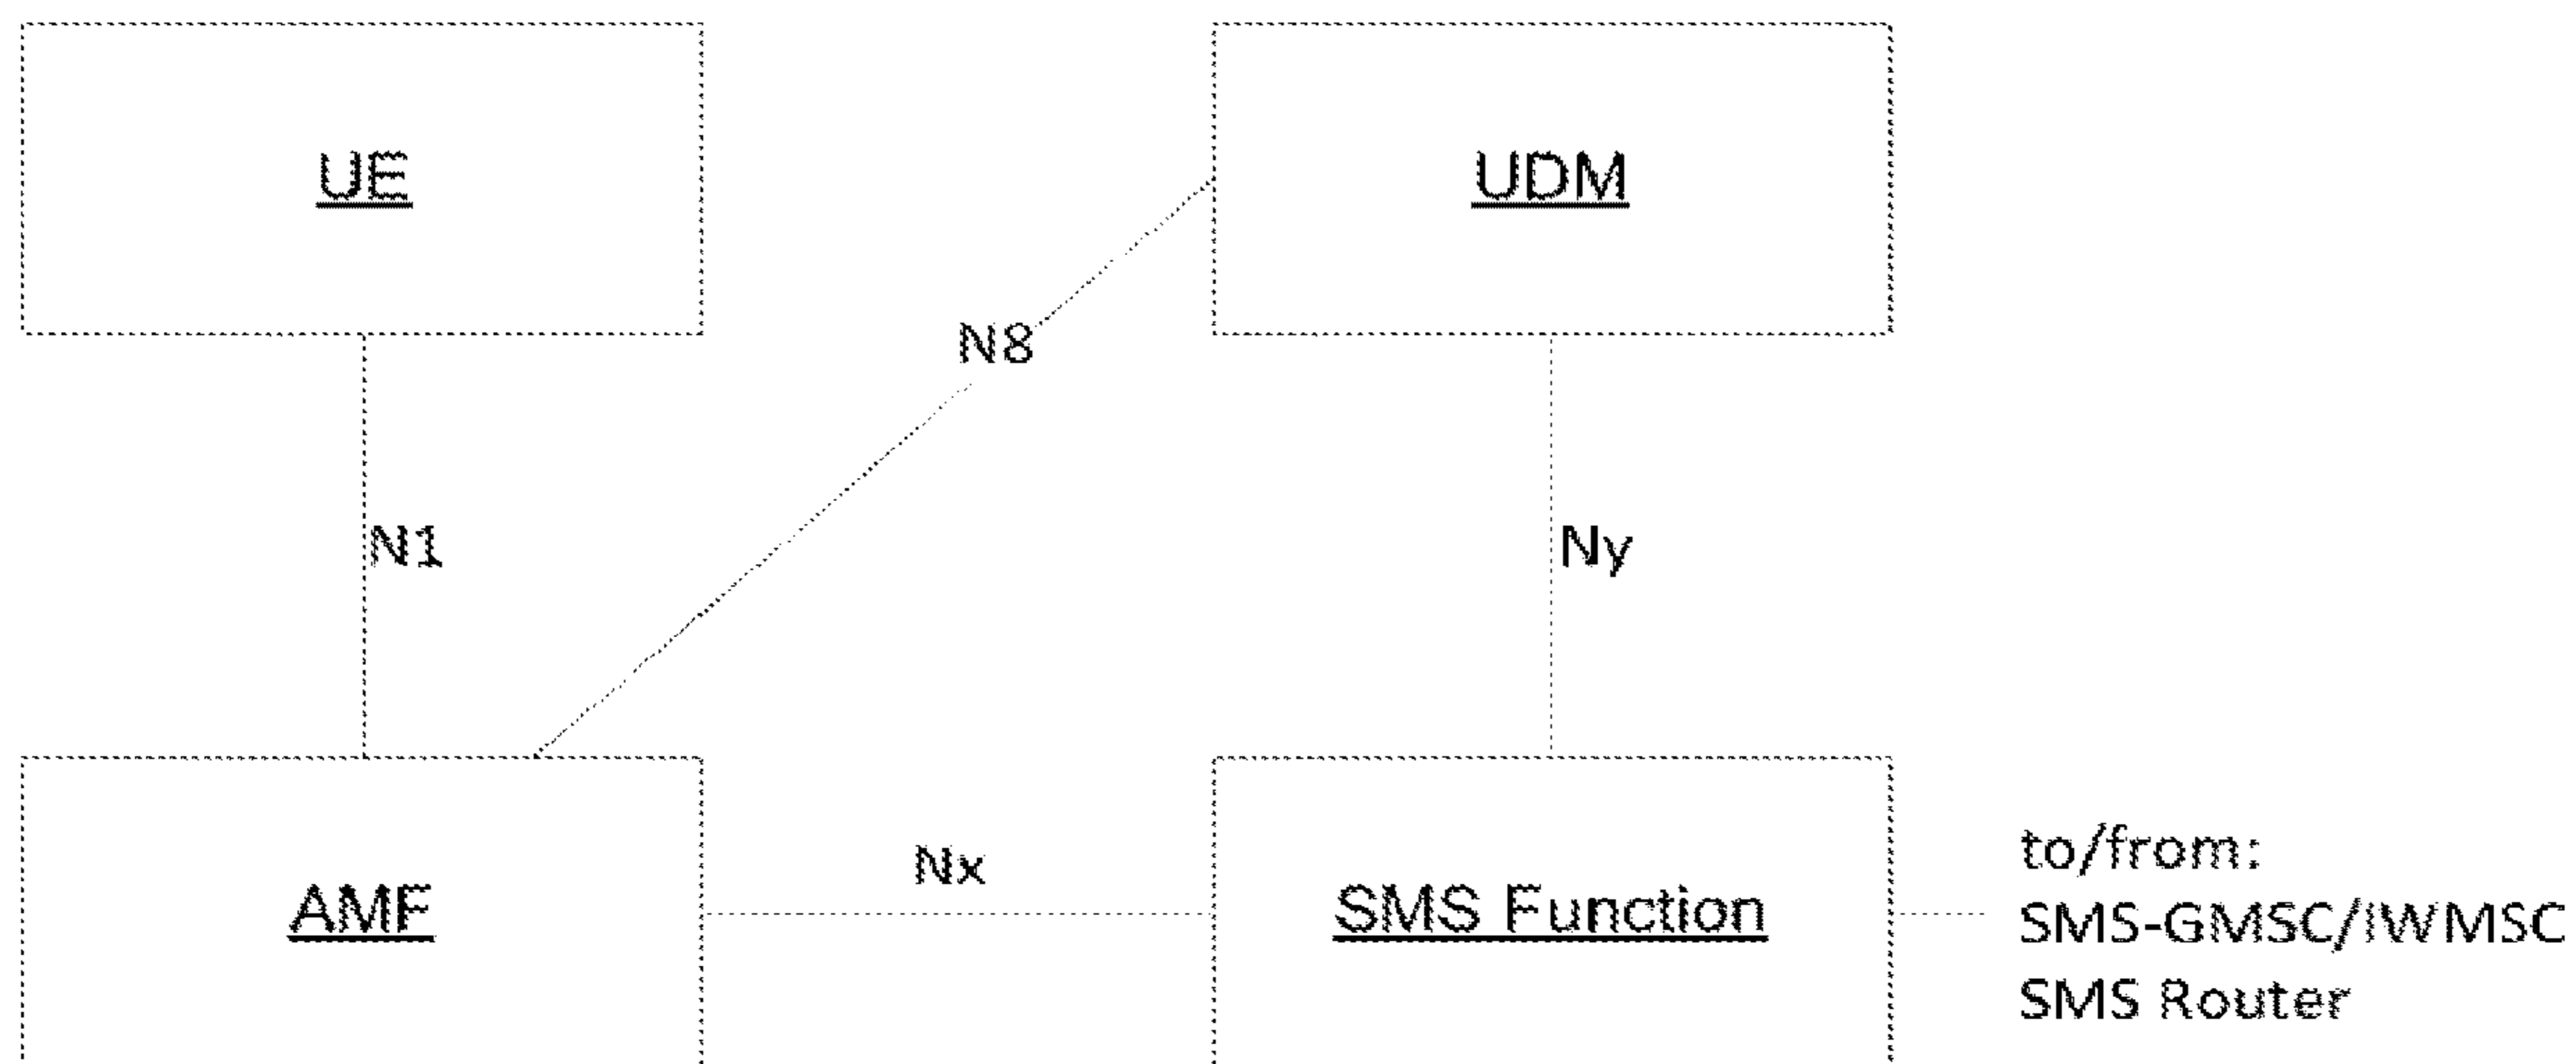 UE
UDM
N8
N1
Ny
Nx
AMF
SMS Function
to/from:
SMS-GMSC/IWMSC
SMS Router